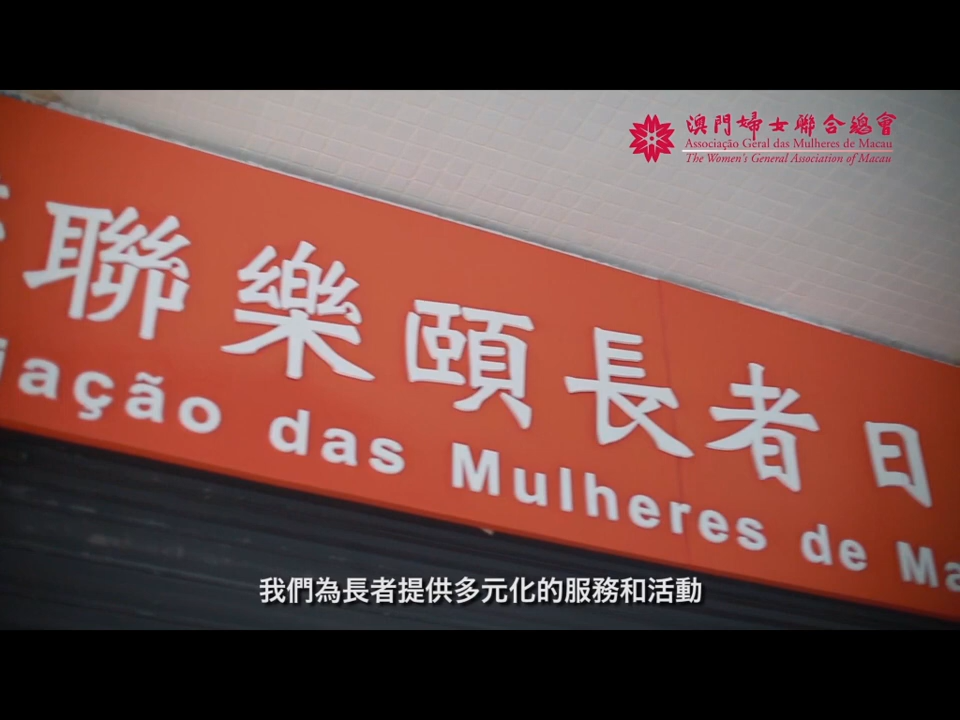 澳門婦女聯合總會
Associação Geral das Mulheres de Macau
The Women's General Association of Macau
聯樂頤長者日
iação das Mulheres de Ma
我們為長者提供多元化的服務和活動